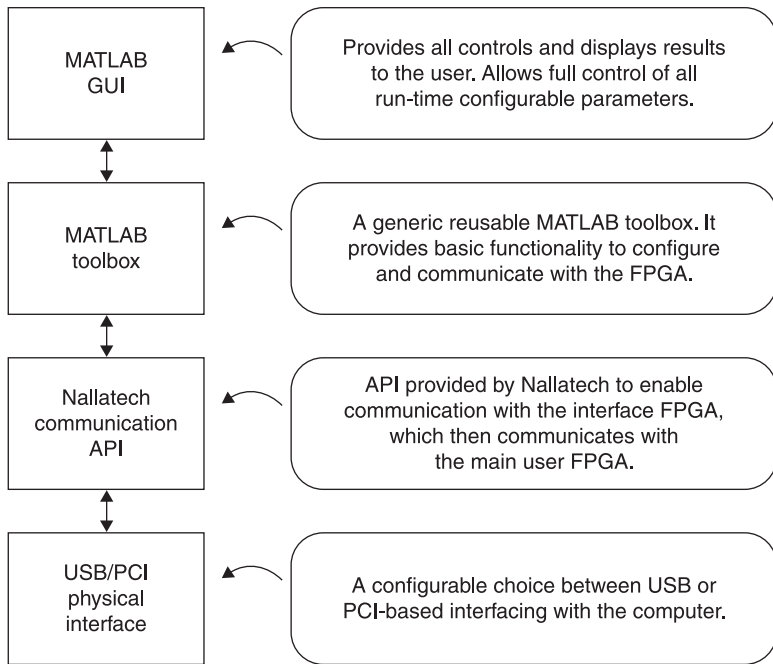 MATLAB
GUI
Provides all controls and displays results
to the user. Allows full control of all
run-time configurable parameters.
MATLAB
toolbox
A generic reusable MATLAB toolbox. It
provides basic functionality to configure
and communicate with the FPGA.
Nallatech
communication
API
API provided by Nallatech to enable
communication with the interface FPGA,
which then communicates with
the main user FPGA.
USB/PCI
physical
interface
A configurable choice between USB or
PCI-based interfacing with the computer.